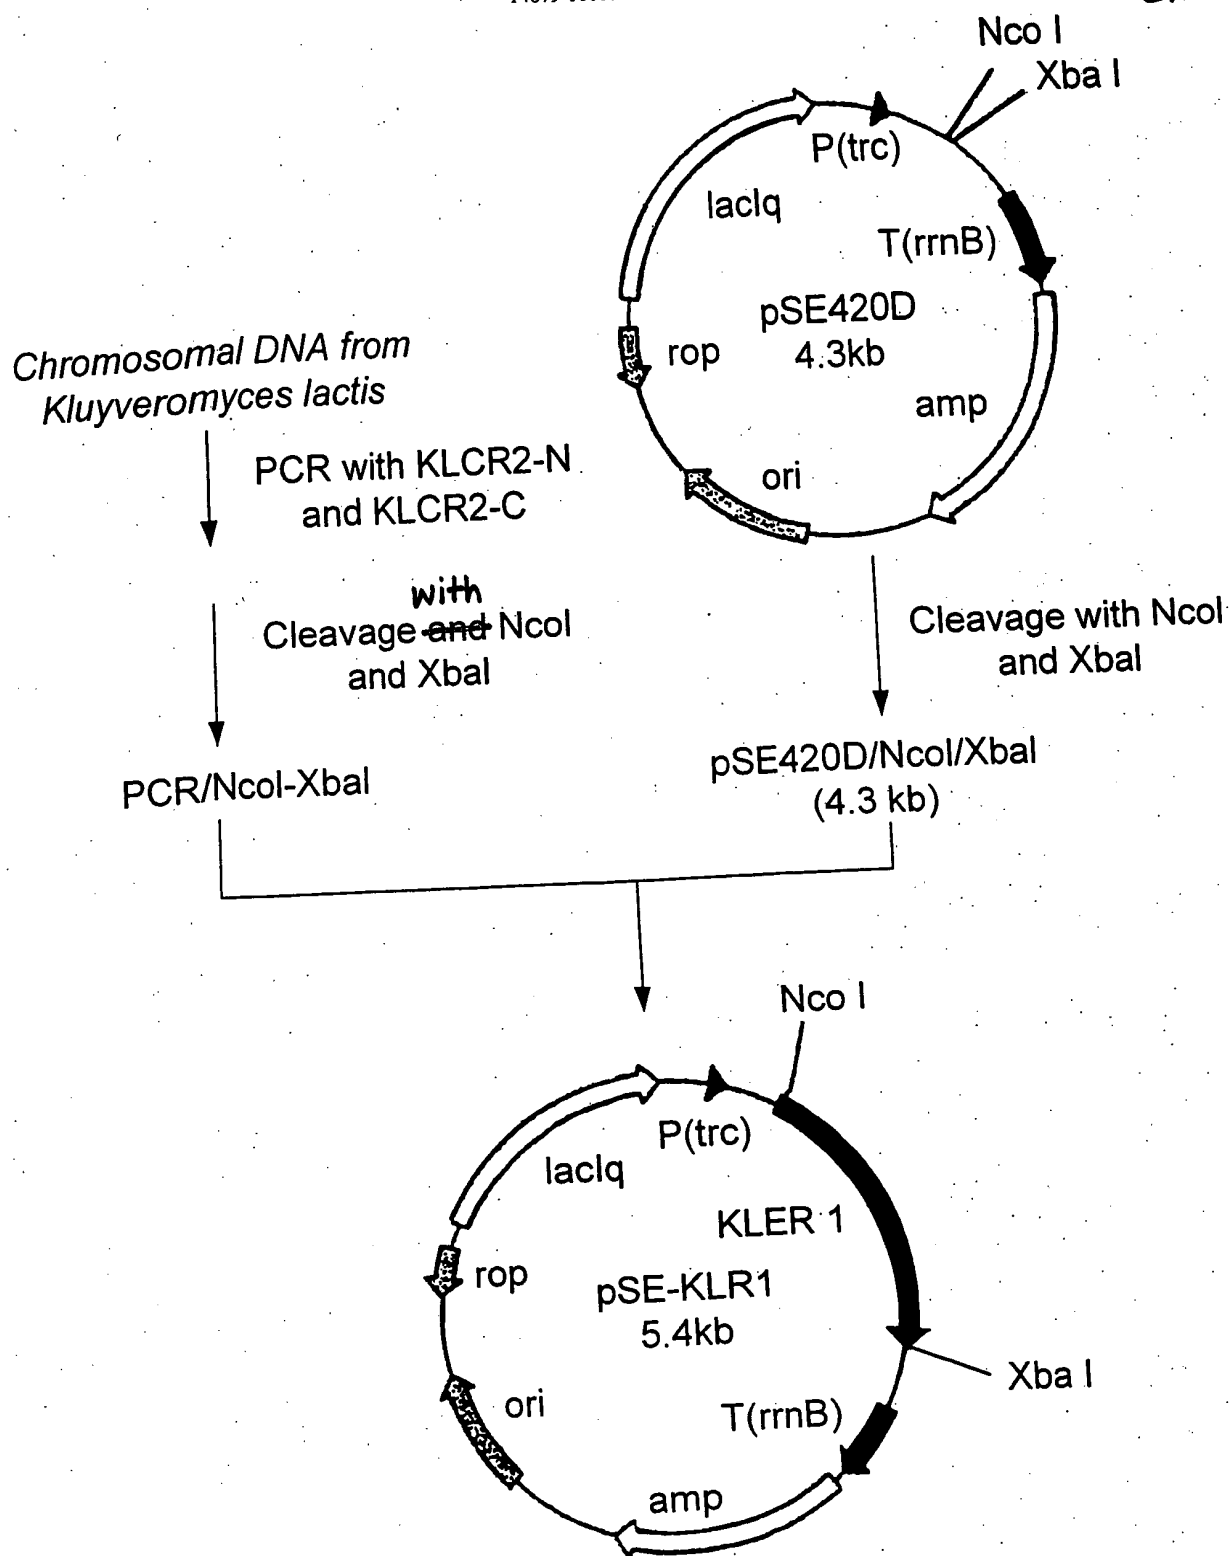 Nco I
Xba I
P(trc)
lacIq
T(rrnB)
pSE420D
4.3kb
rop
amp
ori
Chromosomal DNA from
Kluyveromyces lactis
PCR with KLCR2-N
and KLCR2-C
with
Cleavage and NcoI
and XbaI
Cleavage with NcoI
and XbaI
PCR/NcoI-XbaI
pSE420D/NcoI/XbaI
(4.3 kb)
Nco I
P(trc)
lacIq
KLER 1
rop
pSE-KLR1
5.4kb
Xba I
ori
T(rrnB)
amp